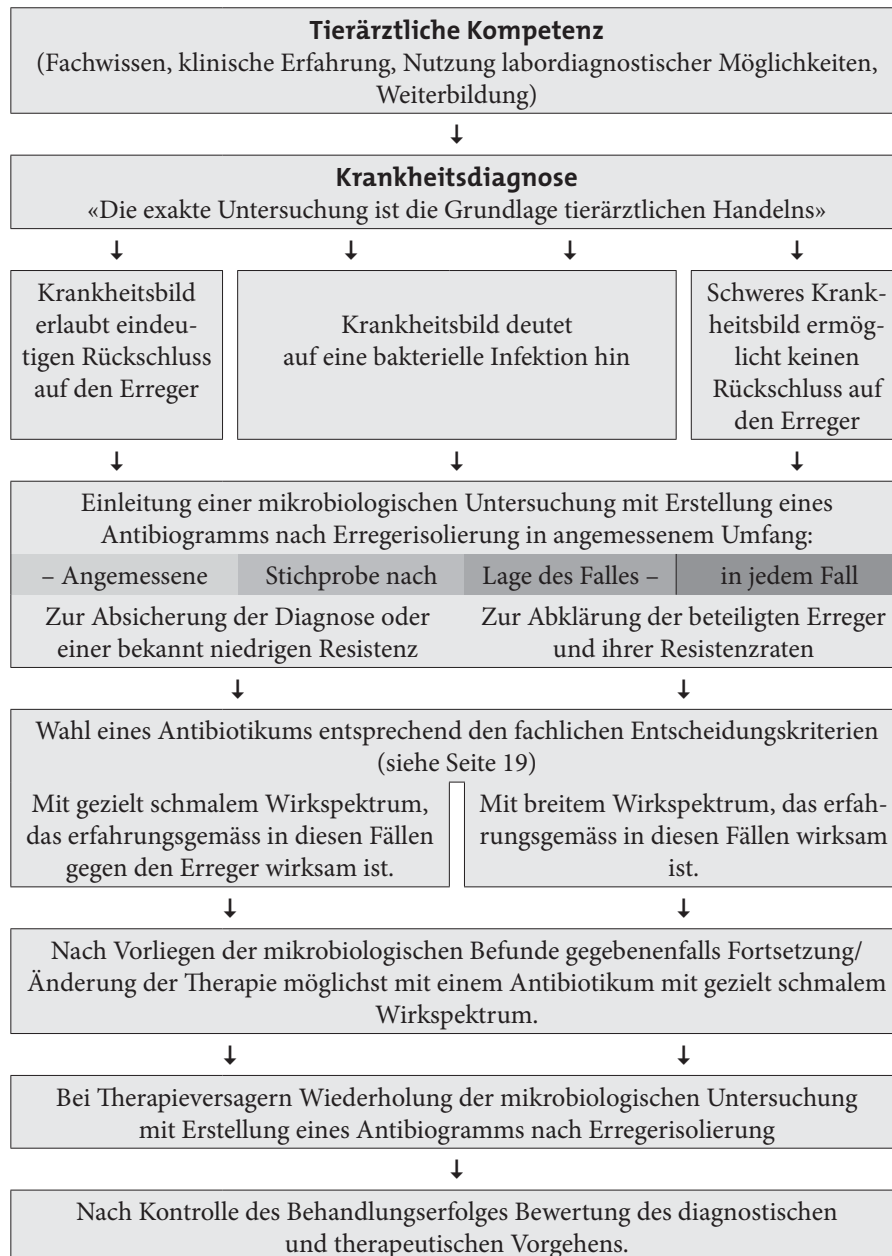 Tierärztliche Kompetenz
(Fachwissen, klinische Erfahrung, Nutzung labordiagnostischer Möglichkeiten,
Weiterbildung)
↓
Krankheitsdiagnose
«Die exakte Untersuchung ist die Grundlage tierärztlichen Handelns»
↓ ↓ ↓ ↓
Krankheitsbild
erlaubt eindeu-
tigen Rückschluss
auf den Erreger
Krankheitsbild deutet
auf eine bakterielle Infektion hin
Schweres Krank-
heitsbild ermög-
licht keinen
Rückschluss auf
den Erreger
↓ ↓ ↓
Einleitung einer mikrobiologischen Untersuchung mit Erstellung eines
Antibiogramms nach Erregerisolierung in angemessenem Umfang:
– Angemessene Stichprobe nach Lage des Falles – in jedem Fall
Zur Absicherung der Diagnose oder
einer bekannt niedrigen Resistenz
Zur Abklärung der beteiligten Erreger
und ihrer Resistenzraten
↓ ↓
Wahl eines Antibiotikums entsprechend den fachlichen Entscheidungskriterien
(siehe Seite 19)
Mit gezielt schmalem Wirkspektrum,
das erfahrungsgemäss in diesen Fällen
gegen den Erreger wirksam ist.
Mit breitem Wirkspektrum, das erfah-
rungsgemäss in diesen Fällen wirksam
ist.
↓ ↓
Nach Vorliegen der mikrobiologischen Befunde gegebenenfalls Fortsetzung/
Änderung der Therapie möglichst mit einem Antibiotikum mit gezielt schmalem
Wirkspektrum.
↓ ↓
Bei Therapieversagern Wiederholung der mikrobiologischen Untersuchung
mit Erstellung eines Antibiogramms nach Erregerisolierung
↓
Nach Kontrolle des Behandlungserfolges Bewertung des diagnostischen
und therapeutischen Vorgehens.